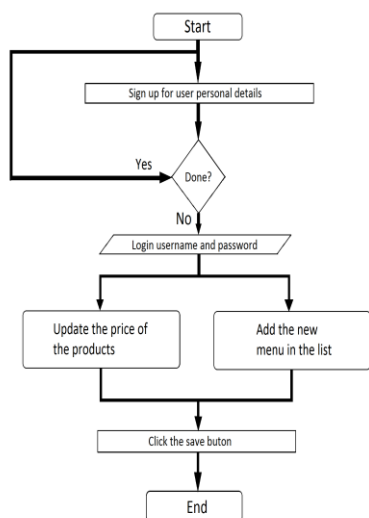 Start
Sign up for user personal details
Yes
Done?
No
Login username and password
Update the price of
the products
Add the new
menu in the list
Click the save buton
End